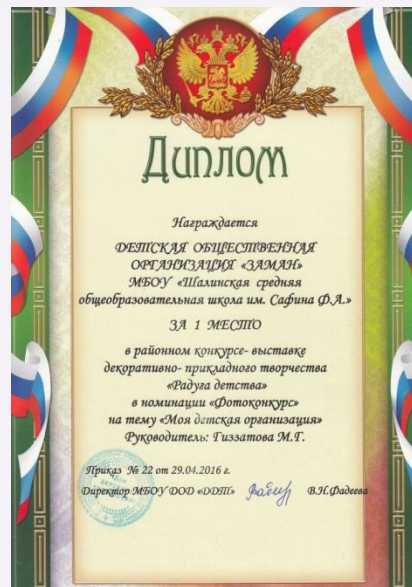 Диплом
Награждается
ДЕТСКАЯ ОБЩЕСТВЕННАЯ
ОРГАНИЗАЦИЯ «ЗАМАН»
МБОУ «Шалинская средняя
общеобразовательная школа им. Сафина Ф.А.»
ЗА 1 МЕСТО
в районном конкурсе- выставке
декоративно- прикладного творчества
«Радуга детства»
в номинации «Фотоконкурс»
на тему «Моя детская организация»
Руководитель: Гиззатова М.Г.
Приказ № 22 от 29.04.2016 г.
Директор МБОУ ДОД «ДДТ» В.Н.Фадеева